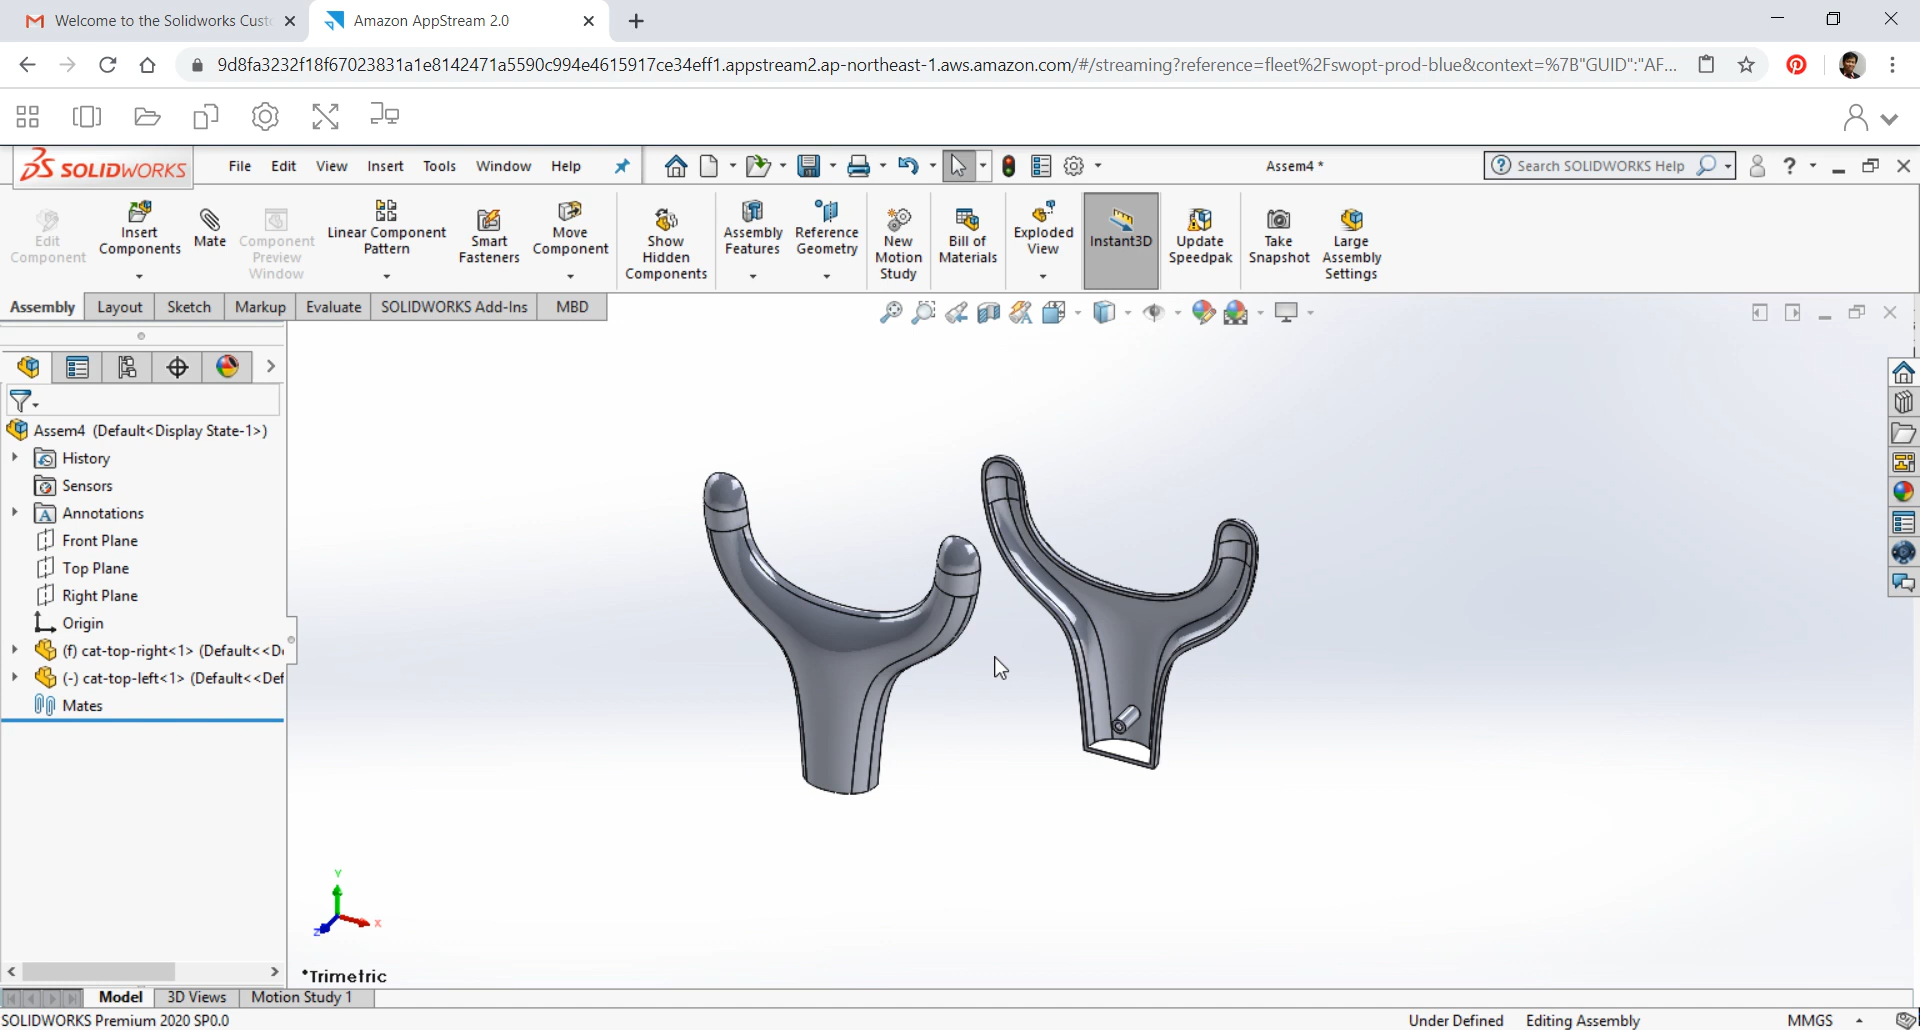 Welcome to the Solidworks Custo
Amazon AppStream 2.0
9d8fa3232f18f67023831a1e8142471a5590c994e4615917ce34eff1.appstream2.ap-northeast-1.aws.amazon.com/#/streaming?reference=fleet%2Fswopt-prod-blue&context=%7B"GUID":"AF...
SOLIDWORKS
File Edit View Insert Tools Window Help
Assem4 *
Search SOLIDWORKS Help
Edit Component
Insert Components
Mate
Component Preview Window
Linear Component Pattern
Smart Fasteners
Move Component
Show Hidden Components
Assembly Features
Reference Geometry
New Motion Study
Bill of Materials
Exploded View
Instant3D
Update Speedpak
Take Snapshot
Large Assembly Settings
Assembly Layout Sketch Markup Evaluate SOLIDWORKS Add-Ins MBD
Assem4 (Default<Display State-1>)
History
Sensors
Annotations
Front Plane
Top Plane
Right Plane
Origin
(f) cat-top-right<1> (Default<<D
(-) cat-top-left<1> (Default<<Def
Mates
Y
X
Z
*Trimetric
Model 3D Views Motion Study 1
SOLIDWORKS Premium 2020 SP0.0
Under Defined Editing Assembly MMGS